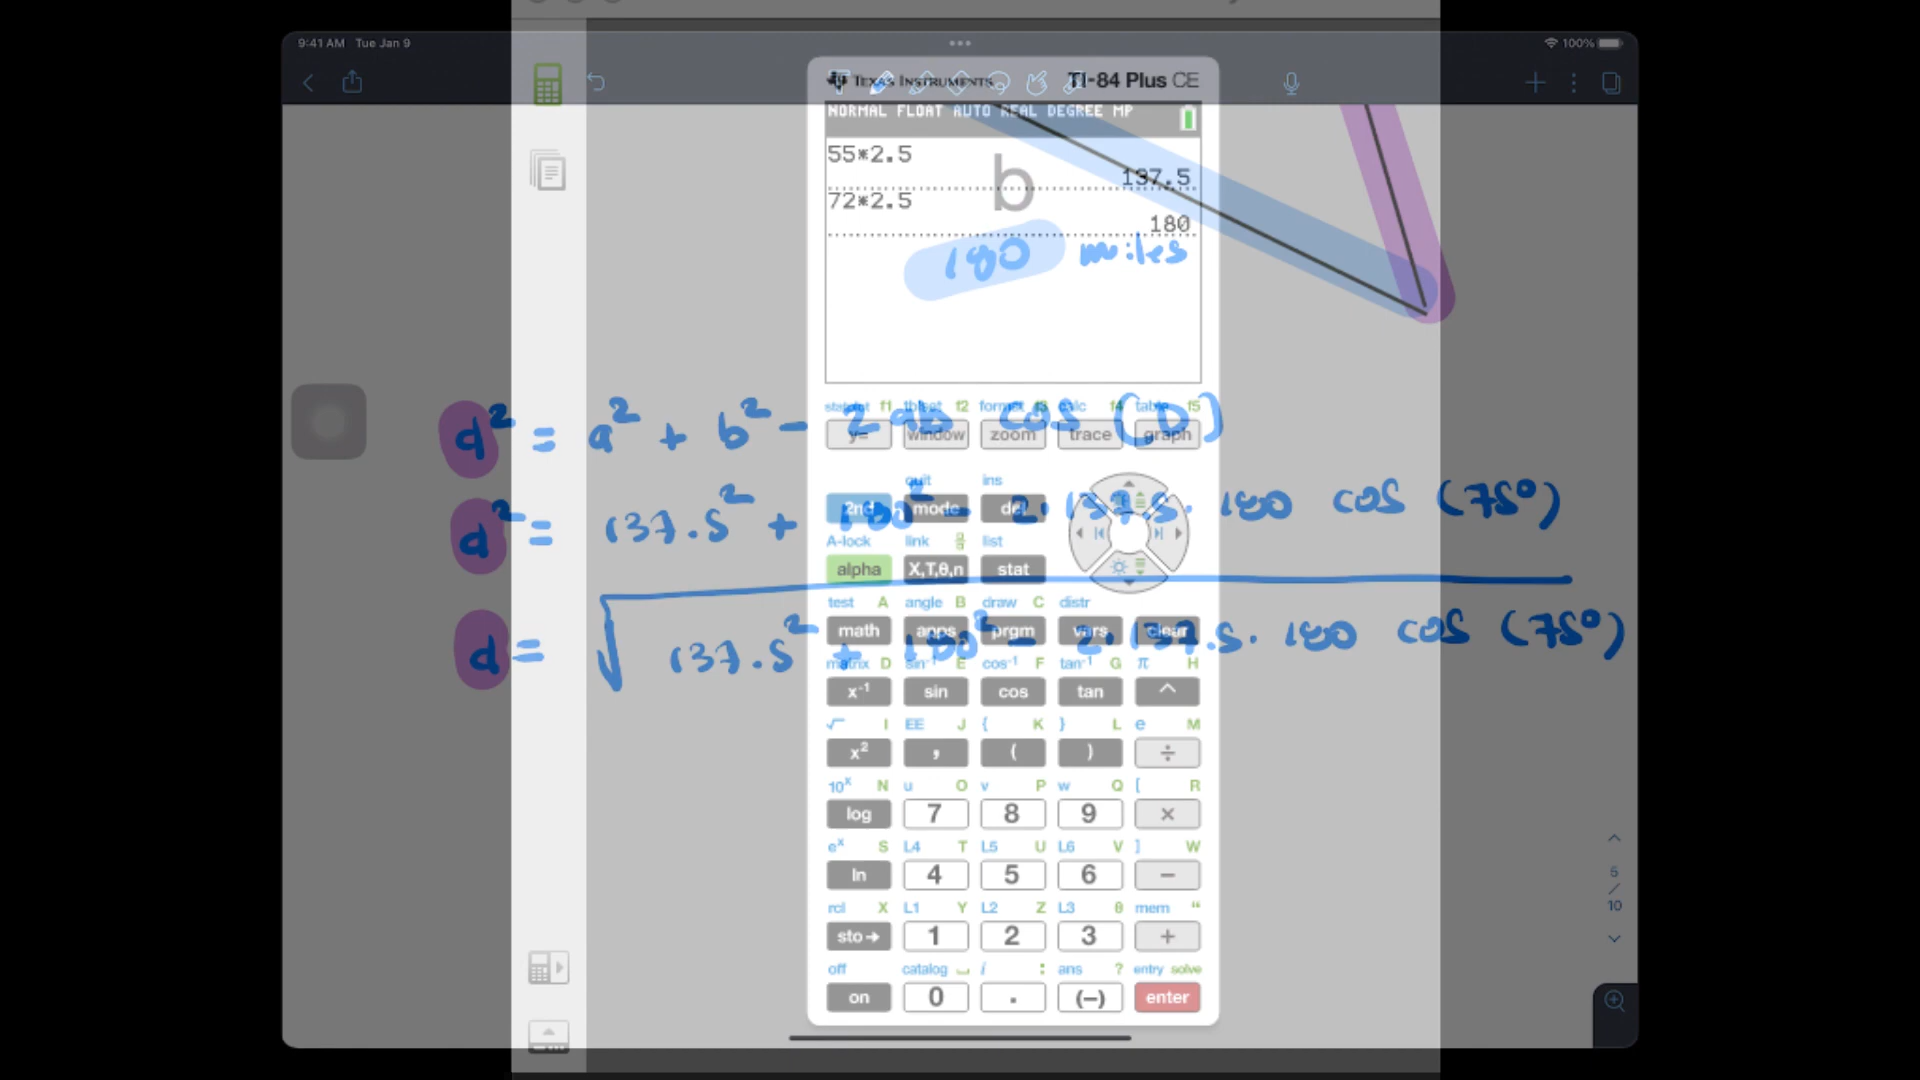 9:41 AM Tue Jan 9
100%
TEXAS INSTRUMENTS TI-84 Plus CE
NORMAL FLOAT AUTO REAL DEGREE MP
55*2.5
137.5
72*2.5
180
b
180 miles
statplot f1 tblset f2 format f3 calc f4 table f5
y= window zoom trace graph
d² = a² + b² - 2ab cos (D)
quit ins
2nd mode del
d² = 137.5² + 180² - 2·137.5·180 cos (75°)
A-lock link list
alpha X,T,θ,n stat
test A angle B draw C distr
math apps prgm vars clear
d = √137.5² + 180² - 2·137.5·180 cos (75°)
matrix D sin⁻¹ E cos⁻¹ F tan⁻¹ G π H
x⁻¹ sin cos tan ^
√ I EE J { K } L e M
x² , ( ) ÷
10ˣ N u O v P w Q [ R
log 7 8 9 ×
eˣ S L4 T L5 U L6 V ] W
ln 4 5 6 −
rcl X L1 Y L2 Z L3 θ mem "
sto→ 1 2 3 +
off catalog ⎵ i : ans ? entry solve
on 0 . (−) enter
5
/
10